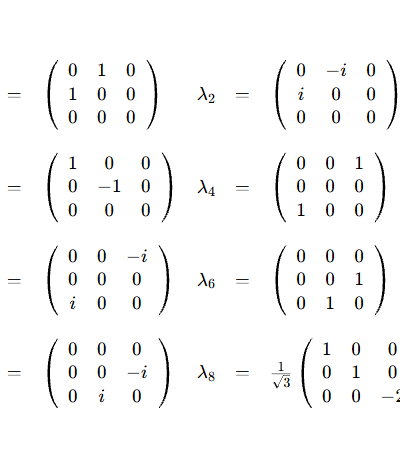 = ( 0 1 0 ) λ₂ = ( 0 −i 0 )
( 1 0 0 ) ( i 0 0 )
( 0 0 0 ) ( 0 0 0 )
= ( 1 0 0 ) λ₄ = ( 0 0 1 )
( 0 −1 0 ) ( 0 0 0 )
( 0 0 0 ) ( 1 0 0 )
= ( 0 0 −i ) λ₆ = ( 0 0 0 )
( 0 0 0 ) ( 0 0 1 )
( i 0 0 ) ( 0 1 0 )
= ( 0 0 0 ) λ₈ = 1/√3 ( 1 0 0
( 0 0 −i ) ( 0 1 0
( 0 i 0 ) ( 0 0 −2